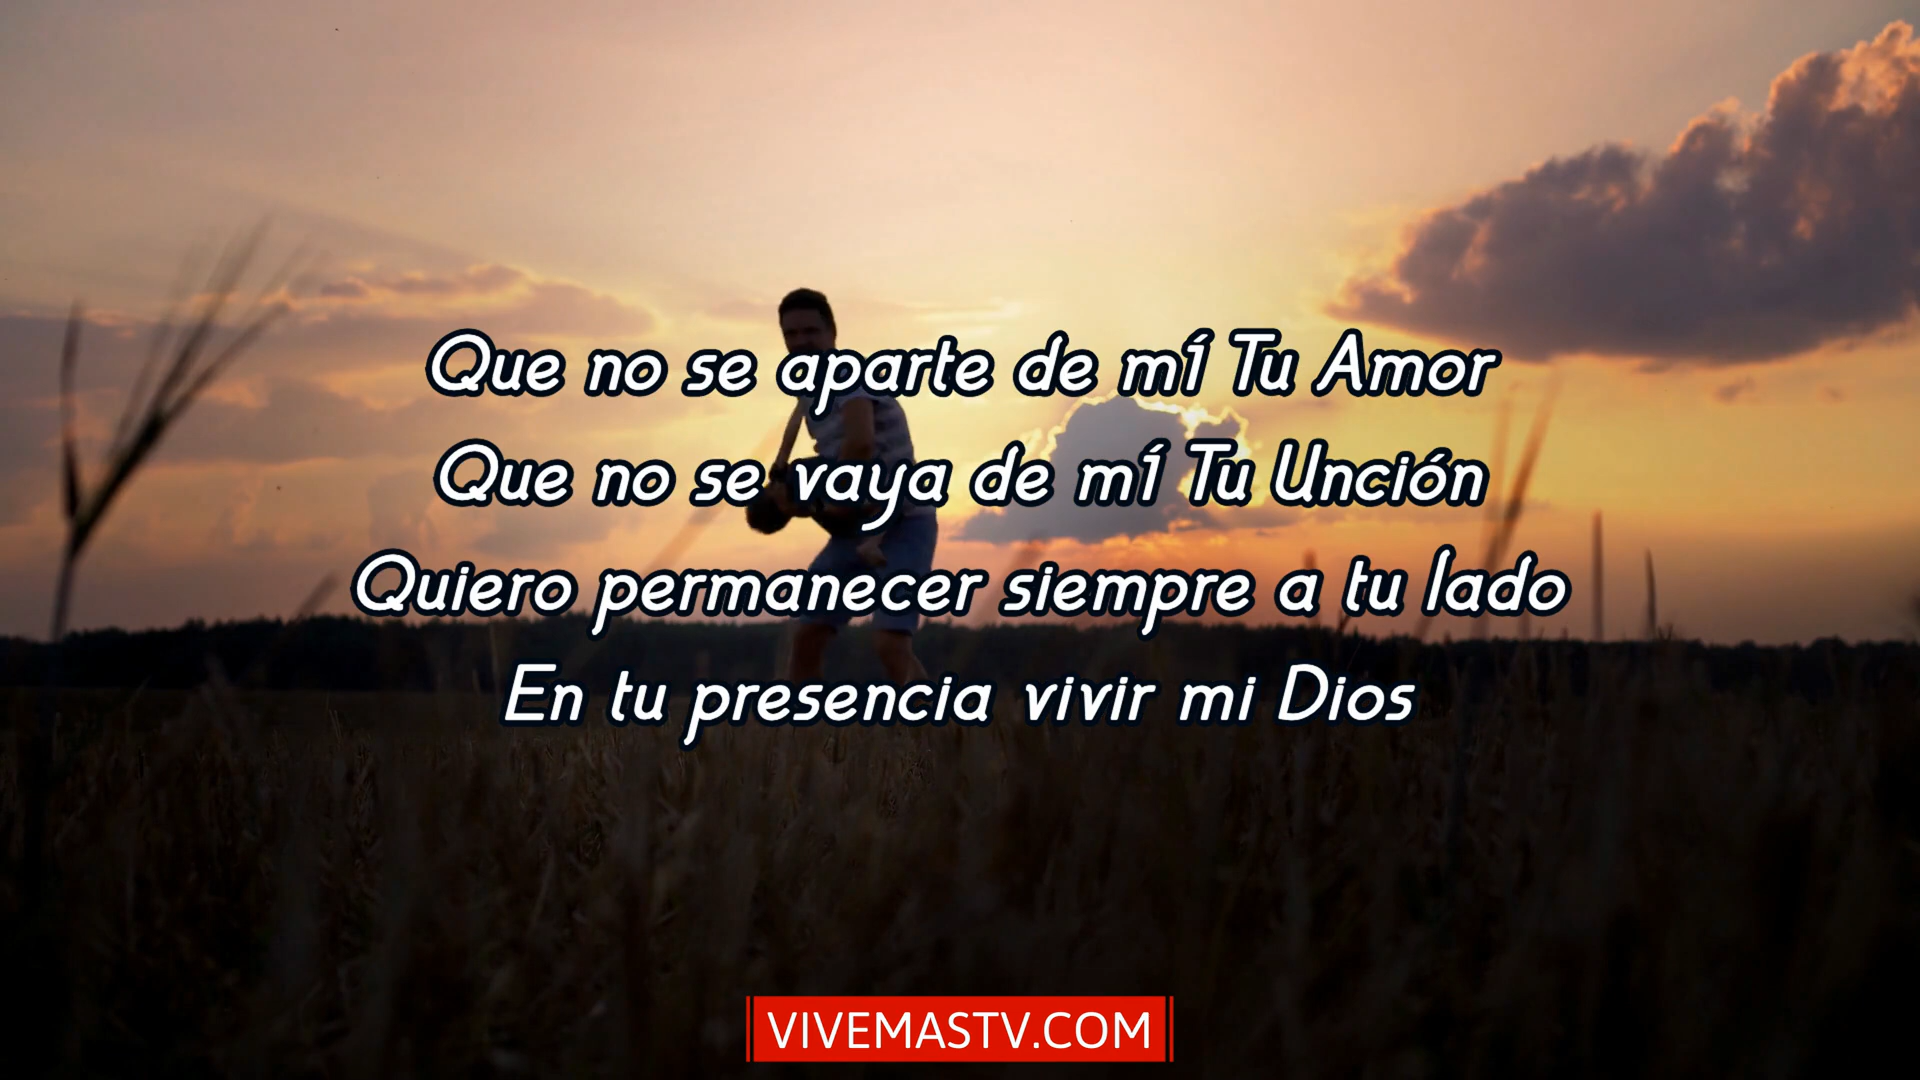 Que no se aparte de mí Tu Amor
Que no se vaya de mí Tu Unción
Quiero permanecer siempre a tu lado
En tu presencia vivir mi Dios
VIVEMASTV.COM